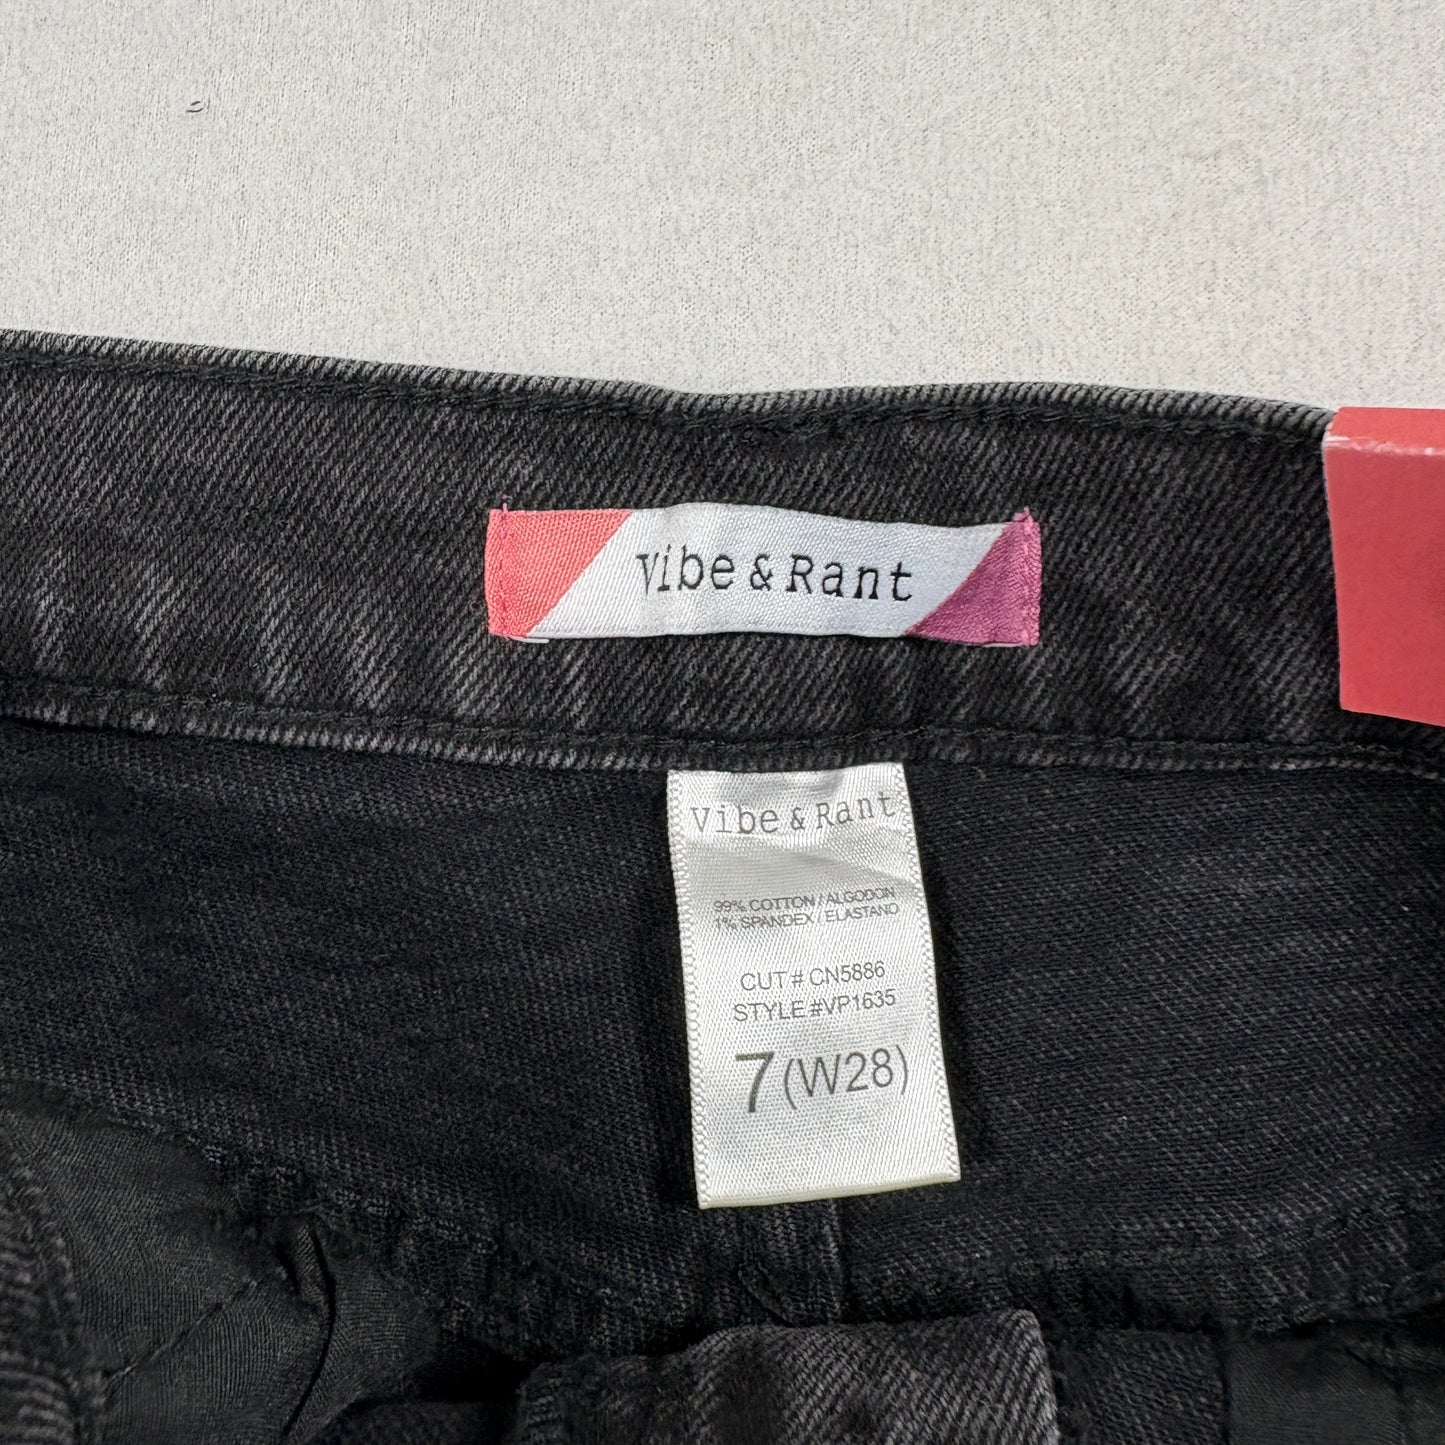 Vibe & Rant
Vibe & Rant
99% COTTON / ALGODON
1% SPANDEX / ELASTANO
CUT # CN5886
STYLE #VP1635
7 (W28)